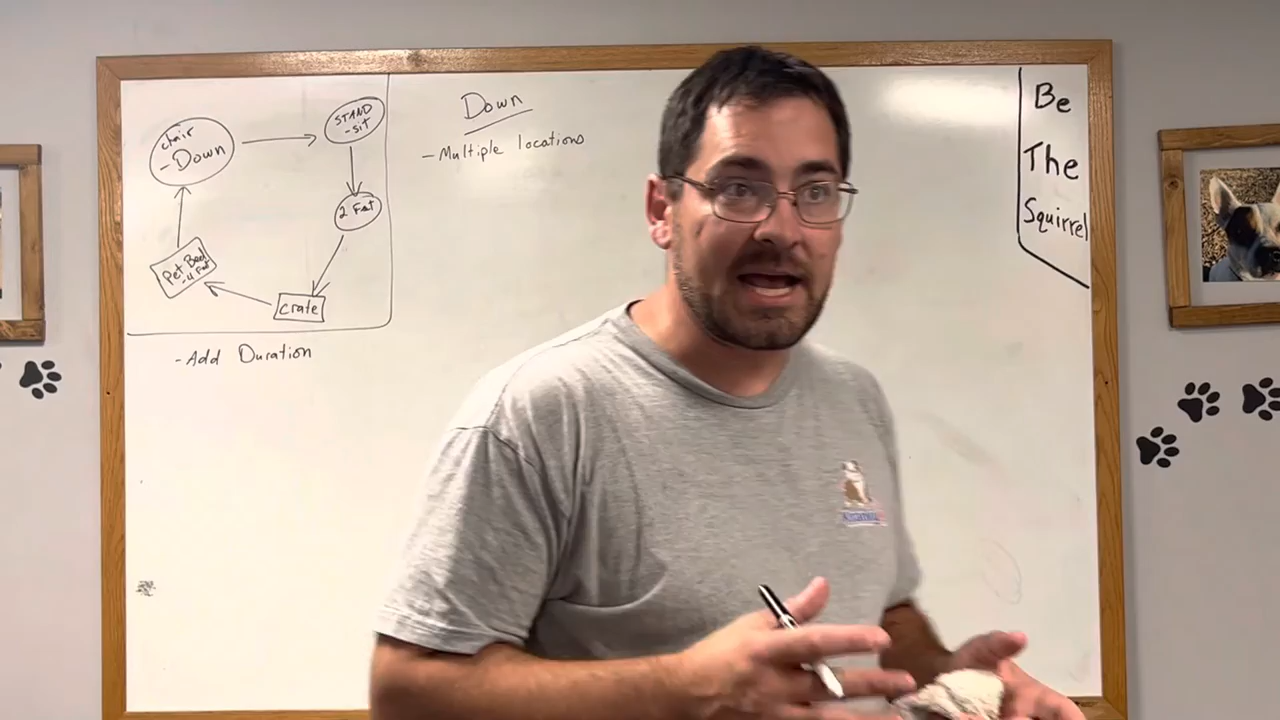 chair
-Down
STAND
-sit
2 Feet
crate
Pet Bed
-4 Feet
-Add Duration
Down
-Multiple locations
Be
The
Squirrel